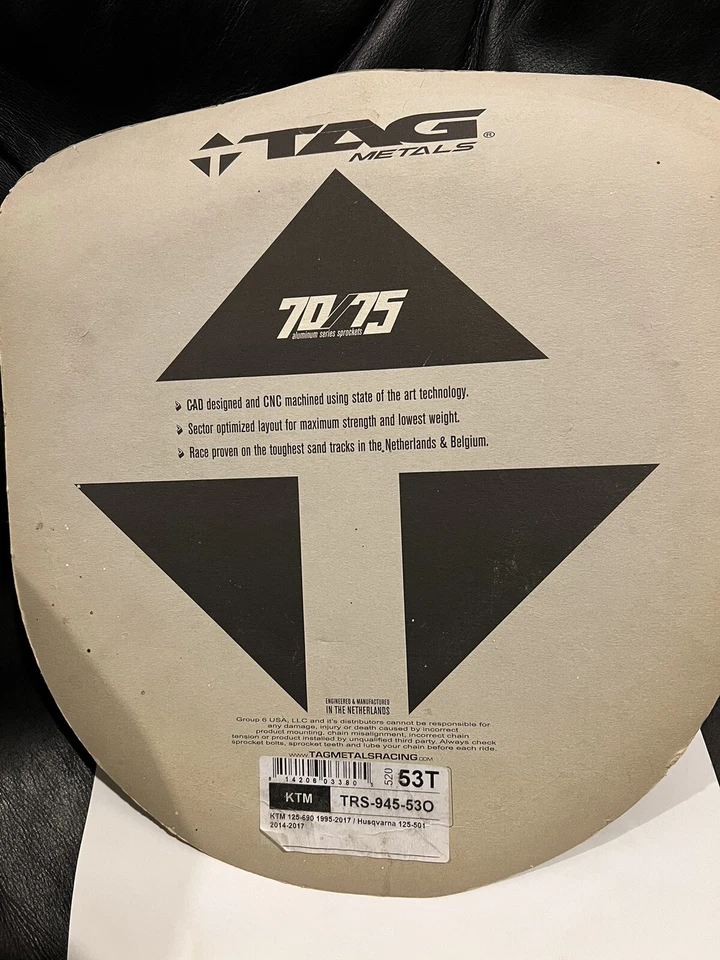 TAG®
METALS
70/75
aluminum series sprockets
CAD designed and CNC machined using state of the art technology.
Sector optimized layout for maximum strength and lowest weight.
Race proven on the toughest sand tracks in the Netherlands & Belgium.
ENGINEERED & MANUFACTURED
IN THE NETHERLANDS
Group 6 USA, LLC and it's distributors cannot be responsible for
any damage, injury or death caused by incorrect
product mounting, chain misalignment, incorrect chain
tension or product installed by unqualified third party. Always check
sprocket bolts, sprocket teeth and lube your chain before each ride.
www.TAGMETALSRACING.COM
8 14206 03380
520
53T
KTM
TRS-945-53O
KTM 125-690 1995-2017 / Husqvarna 125-501
2014-2017